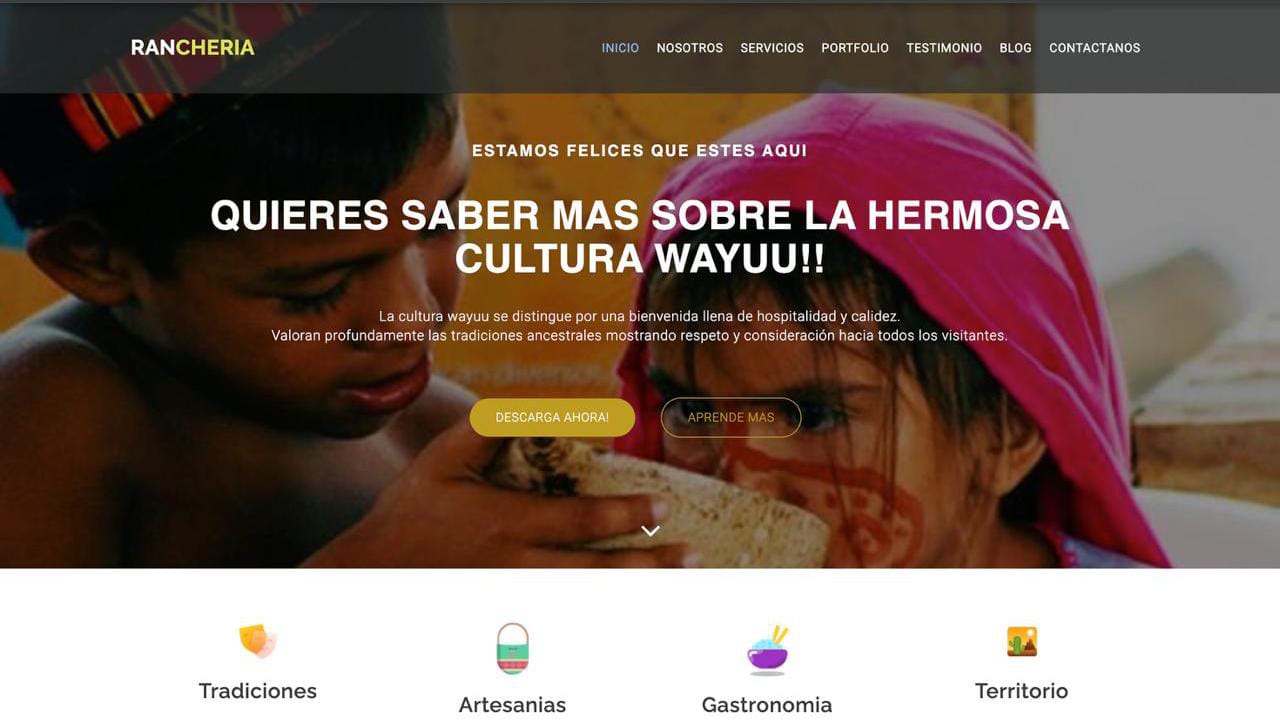 RANCHERIA
INICIO NOSOTROS SERVICIOS PORTFOLIO TESTIMONIO BLOG CONTACTANOS
ESTAMOS FELICES QUE ESTES AQUI
QUIERES SABER MAS SOBRE LA HERMOSA
CULTURA WAYUU!!
La cultura wayuu se distingue por una bienvenida llena de hospitalidad y calidez.
Valoran profundamente las tradiciones ancestrales mostrando respeto y consideración hacia todos los visitantes.
DESCARGA AHORA! APRENDE MAS
Tradiciones
Artesanias
Gastronomia
Territorio